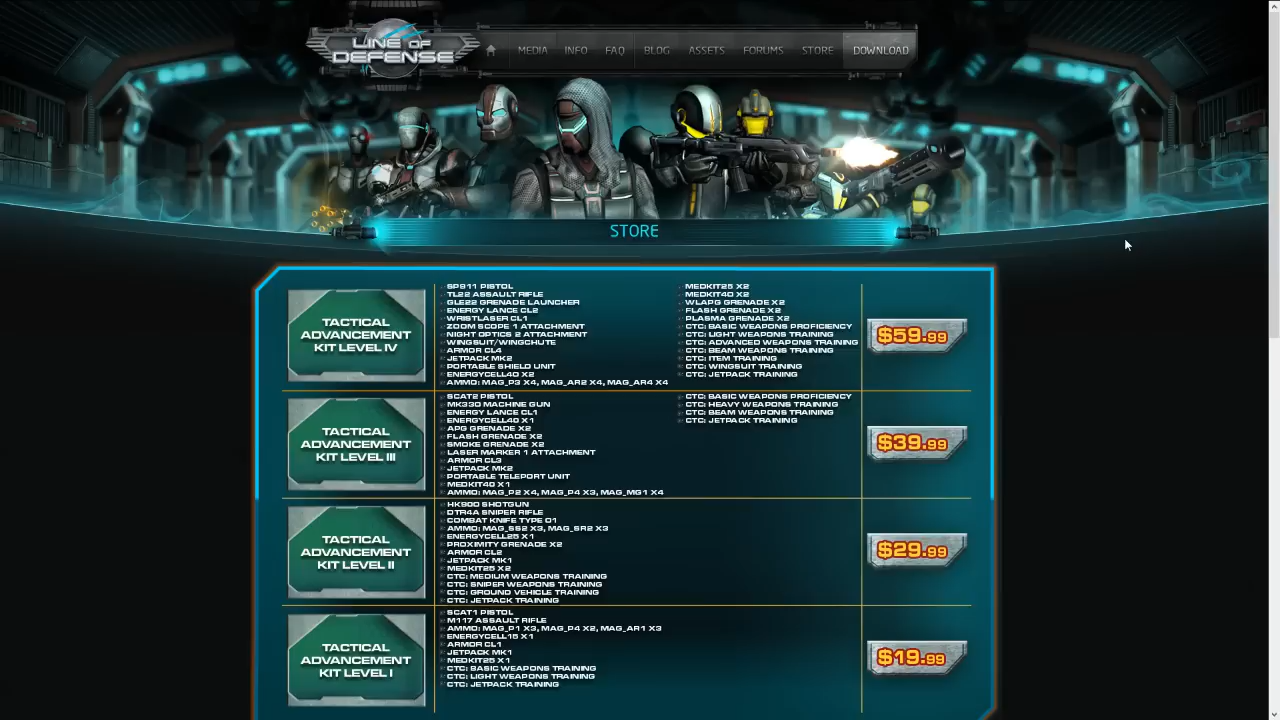 LINE OF
DEFENSE
MEDIA INFO FAQ BLOG ASSETS FORUMS STORE DOWNLOAD
STORE
TACTICAL
ADVANCEMENT
KIT LEVEL IV
SP911 PISTOL
TL22 ASSAULT RIFLE
GLE22 GRENADE LAUNCHER
ENERGY LANCE CL2
WRISTLASER CL1
ZOOM SCOPE 1 ATTACHMENT
NIGHT OPTICS 2 ATTACHMENT
WINGSUIT/WINGCHUTE
ARMOR CL4
JETPACK MK2
PORTABLE SHIELD UNIT
ENERGYCELL40 X2
AMMO: MAG_P3 X4, MAG_AR2 X4, MAG_AR4 X4
MEDKIT25 X2
MEDKIT40 X2
WLAPG GRENADE X2
FLASH GRENADE X2
PLASMA GRENADE X2
CTC: BASIC WEAPONS PROFICIENCY
CTC: LIGHT WEAPONS TRAINING
CTC: ADVANCED WEAPONS TRAINING
CTC: BEAM WEAPONS TRAINING
CTC: ITEM TRAINING
CTC: WINGSUIT TRAINING
CTC: JETPACK TRAINING
$59.99
TACTICAL
ADVANCEMENT
KIT LEVEL III
SCAT2 PISTOL
MK330 MACHINE GUN
ENERGY LANCE CL1
ENERGYCELL40 X1
APG GRENADE X2
FLASH GRENADE X2
SMOKE GRENADE X2
LASER MARKER 1 ATTACHMENT
ARMOR CL3
JETPACK MK2
PORTABLE TELEPORT UNIT
MEDKIT40 X1
AMMO: MAG_P2 X4, MAG_P4 X3, MAG_MG1 X4
CTC: BASIC WEAPONS PROFICIENCY
CTC: HEAVY WEAPONS TRAINING
CTC: BEAM WEAPONS TRAINING
CTC: JETPACK TRAINING
$39.99
TACTICAL
ADVANCEMENT
KIT LEVEL II
HK900 SHOTGUN
DTR4A SNIPER RIFLE
COMBAT KNIFE TYPE 01
AMMO: MAG_SS2 X3, MAG_SR2 X3
ENERGYCELL25 X1
PROXIMITY GRENADE X2
ARMOR CL2
JETPACK MK1
MEDKIT25 X2
CTC: MEDIUM WEAPONS TRAINING
CTC: SNIPER WEAPONS TRAINING
CTC: GROUND VEHICLE TRAINING
CTC: JETPACK TRAINING
$29.99
TACTICAL
ADVANCEMENT
KIT LEVEL I
SCAT1 PISTOL
M117 ASSAULT RIFLE
AMMO: MAG_P1 X3, MAG_P4 X2, MAG_AR1 X3
ENERGYCELL15 X1
ARMOR CL1
JETPACK MK1
MEDKIT25 X1
CTC: BASIC WEAPONS TRAINING
CTC: LIGHT WEAPONS TRAINING
CTC: JETPACK TRAINING
$19.99